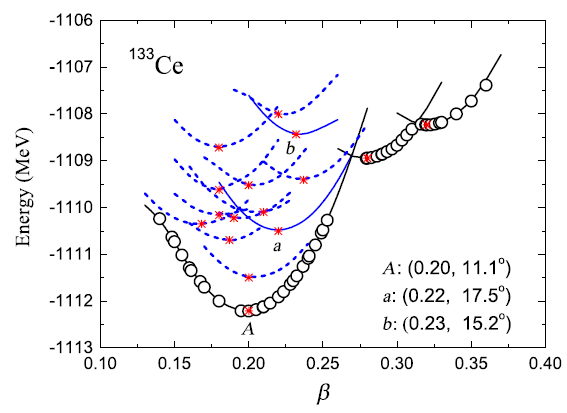 -1106
-1107
-1108
-1109
-1110
-1111
-1112
-1113
Energy (MeV)
¹³³Ce
b
a
A
A: (0.20, 11.1°)
a: (0.22, 17.5°)
b: (0.23, 15.2°)
0.10 0.15 0.20 0.25 0.30 0.35 0.40
β